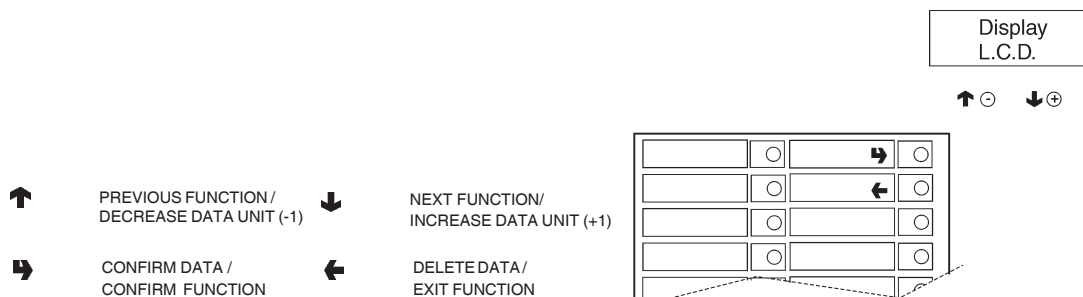 Display
L.C.D.
PREVIOUS FUNCTION /
DECREASE DATA UNIT (-1)
NEXT FUNCTION/
INCREASE DATA UNIT (+1)
CONFIRM DATA /
CONFIRM FUNCTION
DELETE DATA /
EXIT FUNCTION